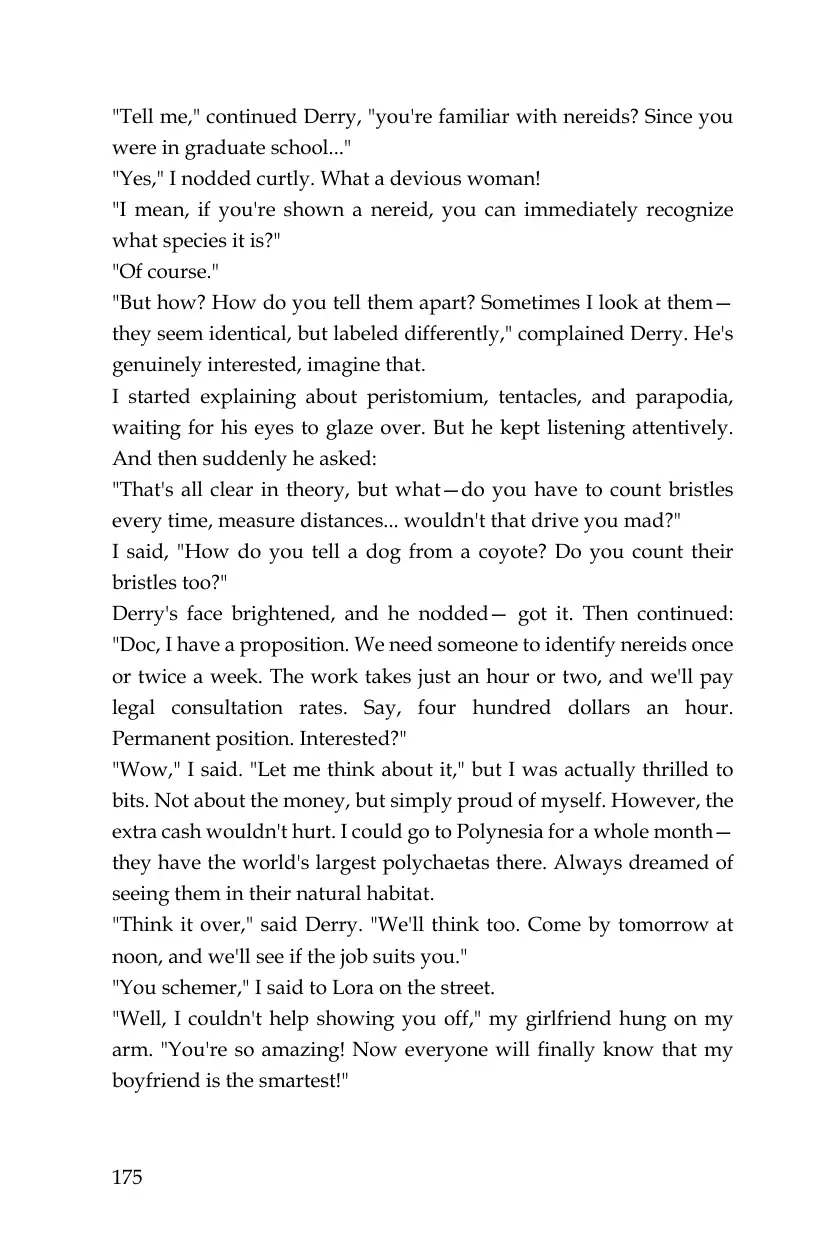 "Tell me," continued Derry, "you're familiar with nereids? Since you
were in graduate school..."
"Yes," I nodded curtly. What a devious woman!
"I mean, if you're shown a nereid, you can immediately recognize
what species it is?"
"Of course."
"But how? How do you tell them apart? Sometimes I look at them—
they seem identical, but labeled differently," complained Derry. He's
genuinely interested, imagine that.
I started explaining about peristomium, tentacles, and parapodia,
waiting for his eyes to glaze over. But he kept listening attentively.
And then suddenly he asked:
"That's all clear in theory, but what—do you have to count bristles
every time, measure distances... wouldn't that drive you mad?"
I said, "How do you tell a dog from a coyote? Do you count their
bristles too?"
Derry's face brightened, and he nodded— got it. Then continued:
"Doc, I have a proposition. We need someone to identify nereids once
or twice a week. The work takes just an hour or two, and we'll pay
legal consultation rates. Say, four hundred dollars an hour.
Permanent position. Interested?"
"Wow," I said. "Let me think about it," but I was actually thrilled to
bits. Not about the money, but simply proud of myself. However, the
extra cash wouldn't hurt. I could go to Polynesia for a whole month—
they have the world's largest polychaetas there. Always dreamed of
seeing them in their natural habitat.
"Think it over," said Derry. "We'll think too. Come by tomorrow at
noon, and we'll see if the job suits you."
"You schemer," I said to Lora on the street.
"Well, I couldn't help showing you off," my girlfriend hung on my
arm. "You're so amazing! Now everyone will finally know that my
boyfriend is the smartest!"
175